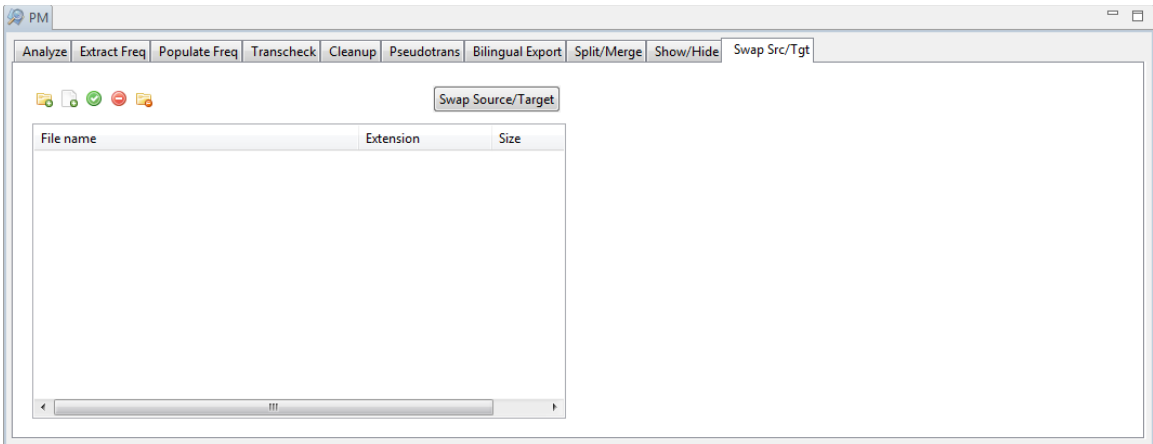 PM
Analyze Extract Freq Populate Freq Transcheck Cleanup Pseudotrans Bilingual Export Split/Merge Show/Hide Swap Src/Tgt
Swap Source/Target
File name Extension Size